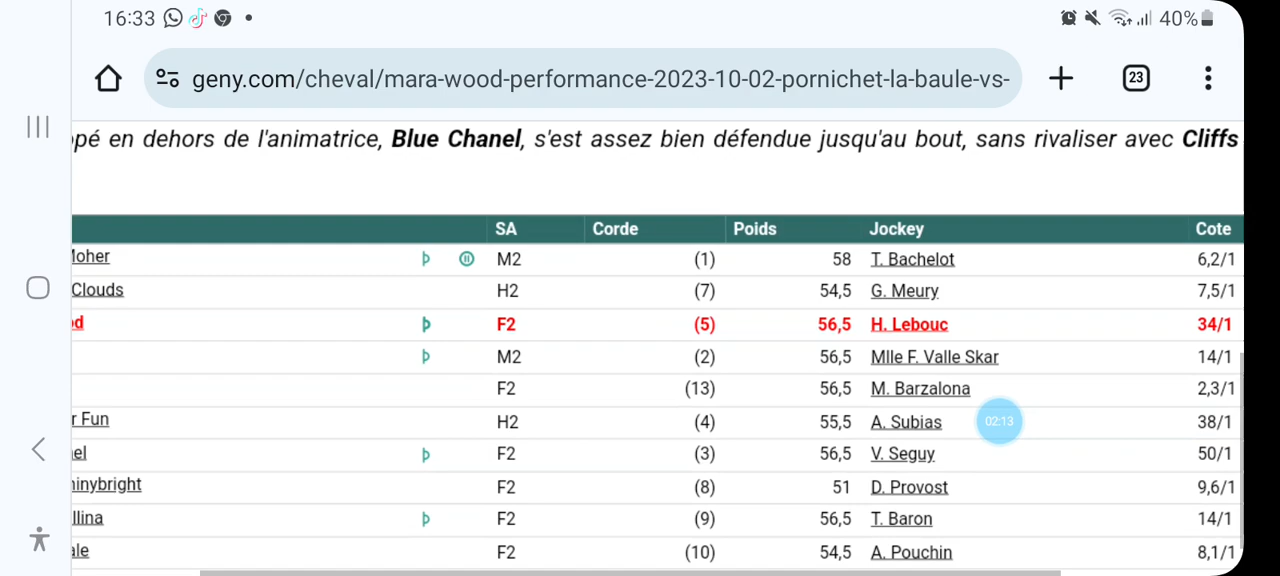 16:33 40%
geny.com/cheval/mara-wood-performance-2023-10-02-pornichet-la-baule-vs-
23
en dehors de l'animatrice, Blue Chanel, s'est assez bien défendue jusqu'au bout, sans rivaliser avec Cliffs
SA Corde Poids Jockey Cote
Moher M2 (1) 58 T. Bachelot 6,2/1
Clouds H2 (7) 54,5 G. Meury 7,5/1
F2 (5) 56,5 H. Lebouc 34/1
M2 (2) 56,5 Mlle F. Valle Skar 14/1
F2 (13) 56,5 M. Barzalona 2,3/1
r Fun H2 (4) 55,5 A. Subias 38/1
02:13
el F2 (3) 56,5 V. Seguy 50/1
hinybright F2 (8) 51 D. Provost 9,6/1
llina F2 (9) 56,5 T. Baron 14/1
ale F2 (10) 54,5 A. Pouchin 8,1/1